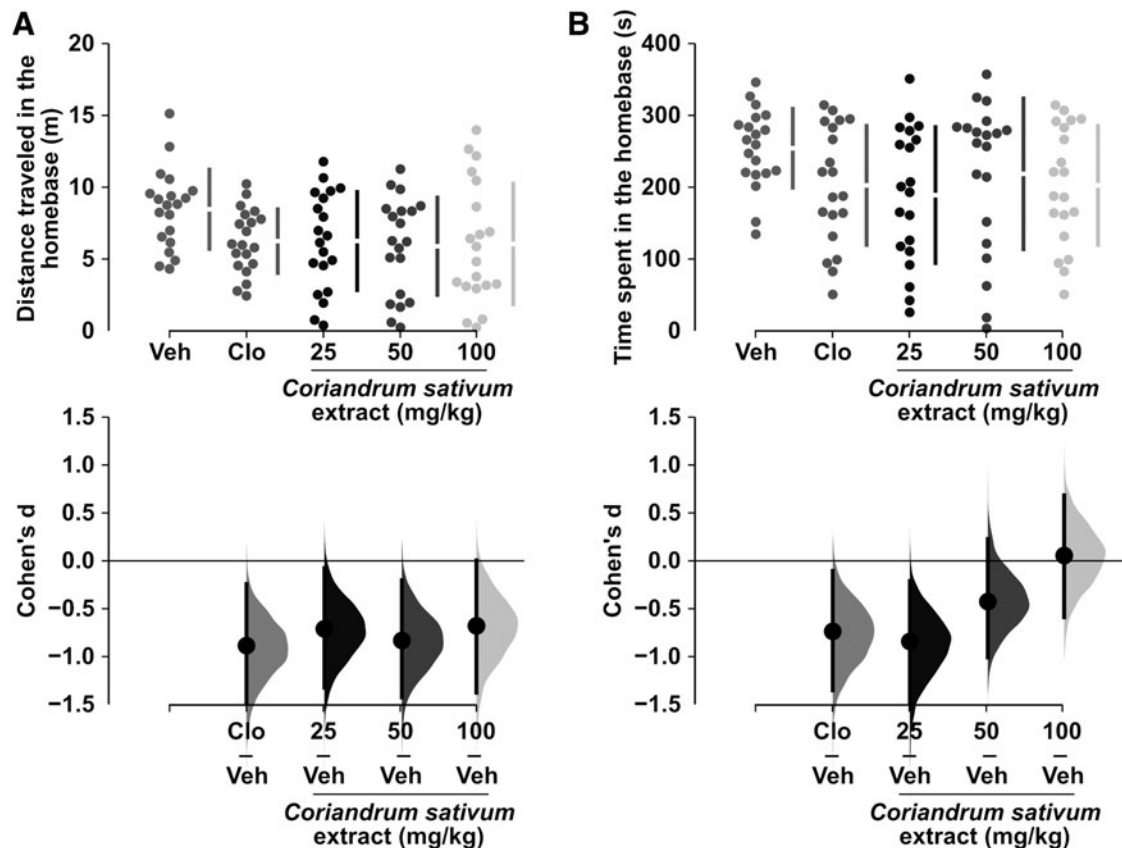 A
Distance traveled in the
homebase (m)
20
15
10
5
0
Veh
Clo
25
50
100
Coriandrum sativum
extract (mg/kg)
Cohen's d
1.5
1.0
0.5
0.0
−0.5
−1.0
−1.5
Clo
25
50
100
–
–
–
–
Veh
Veh
Veh
Veh
Coriandrum sativum
extract (mg/kg)
B
Time spent in the homebase (s)
400
300
200
100
0
Veh
Clo
25
50
100
Coriandrum sativum
extract (mg/kg)
Cohen's d
1.5
1.0
0.5
0.0
−0.5
−1.0
−1.5
Clo
25
50
100
–
–
–
–
Veh
Veh
Veh
Veh
Coriandrum sativum
extract (mg/kg)